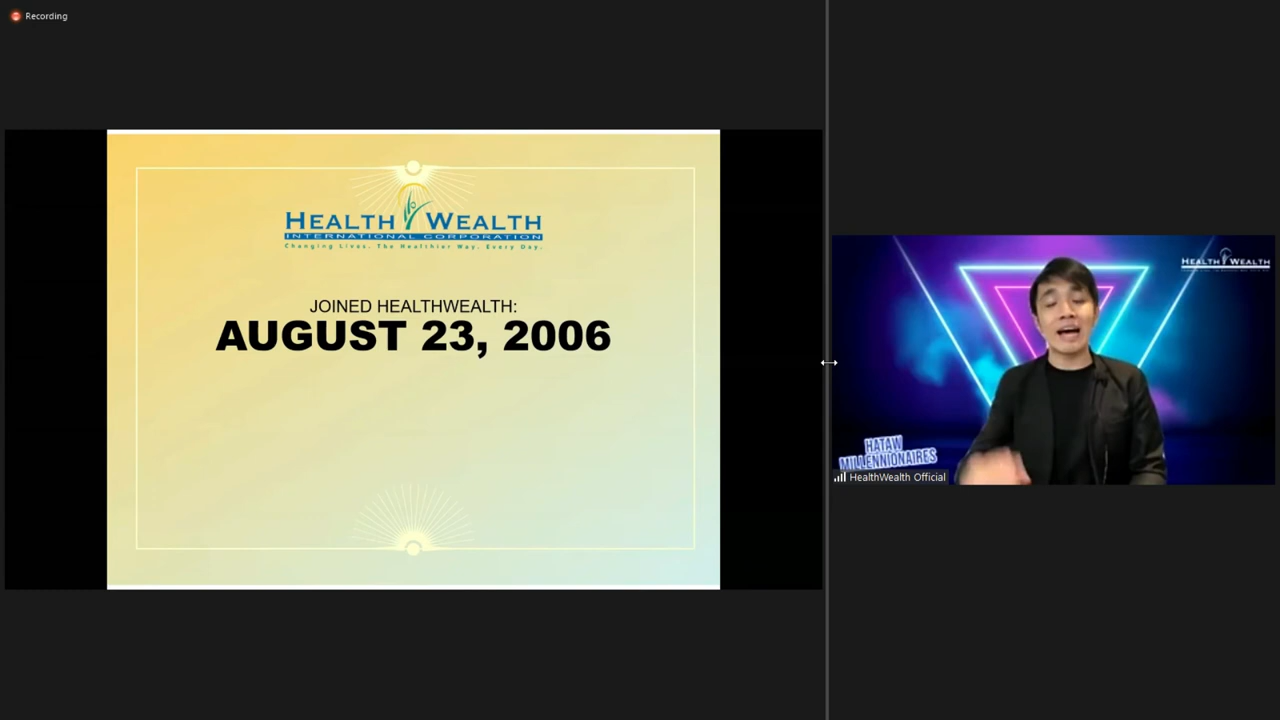 Recording
HEALTH WEALTH
INTERNATIONAL CORPORATION
Changing Lives. The Healthier Way. Every Day.
JOINED HEALTHWEALTH:
AUGUST 23, 2006
HEALTH WEALTH
HATAW
MILLENNIONAIRES
HealthWealth Official